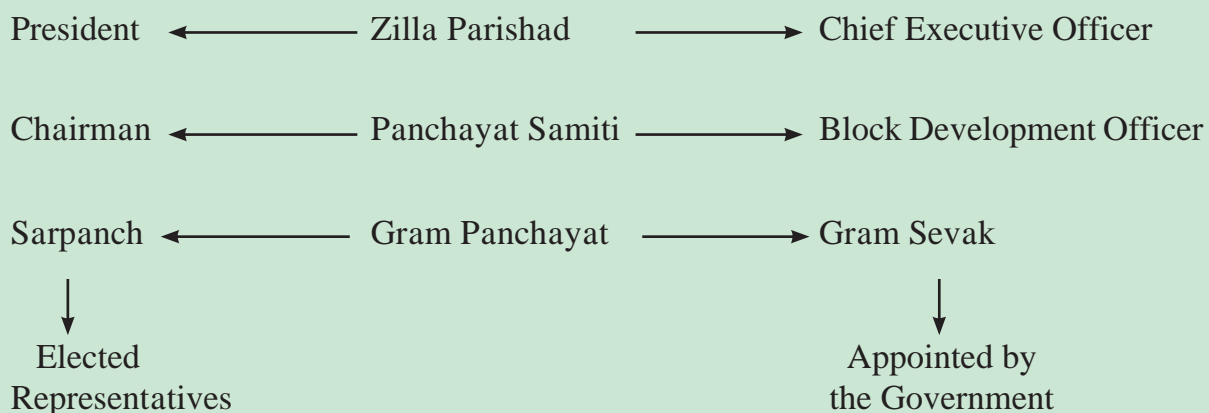 President Zilla Parishad Chief Executive Officer
Chairman Panchayat Samiti Block Development Officer
Sarpanch Gram Panchayat Gram Sevak
Elected Appointed by
Representatives the Government